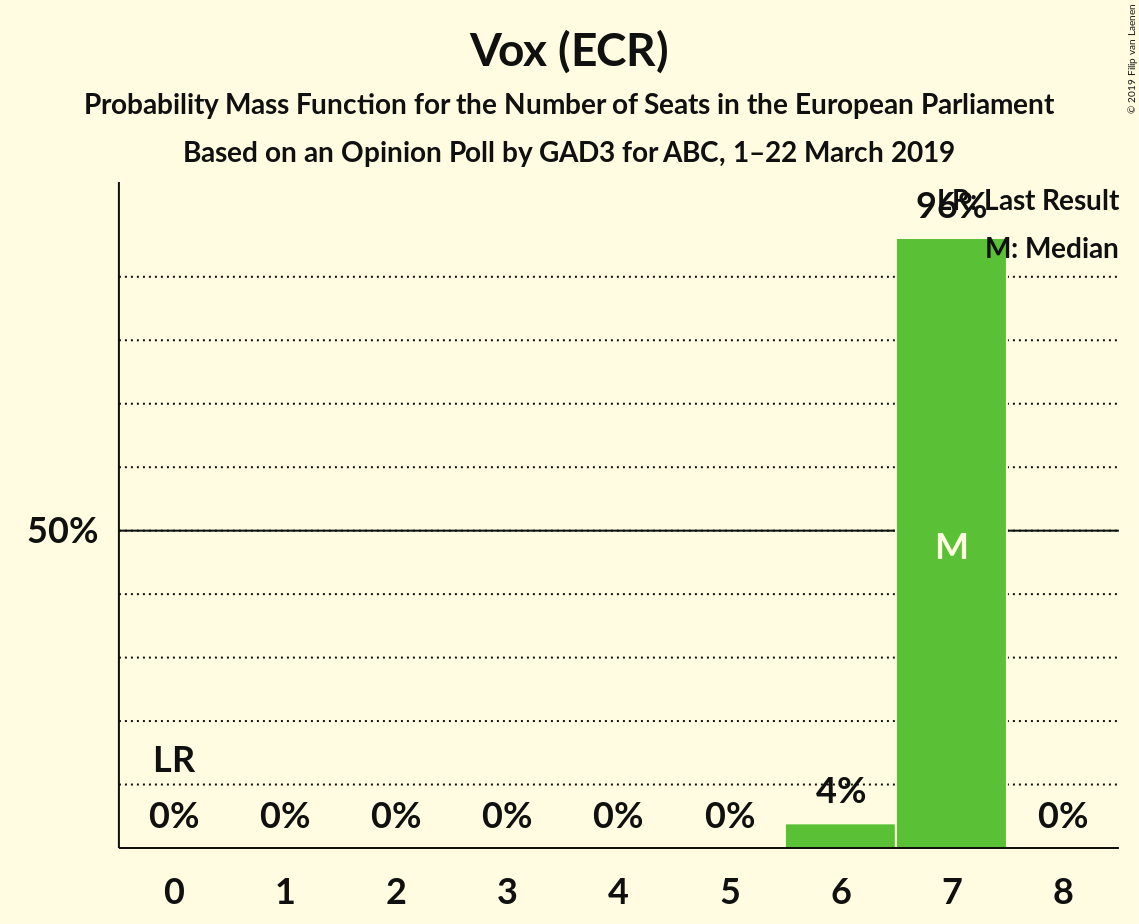 Vox (ECR)
Probability Mass Function for the Number of Seats in the European Parliament
Based on an Opinion Poll by GAD3 for ABC, 1–22 March 2019
© 2019 Filip van Laenen
LR: Last Result
M: Median
96%
50%
M
LR
4%
0% 0% 0% 0% 0% 0% 0%
0 1 2 3 4 5 6 7 8